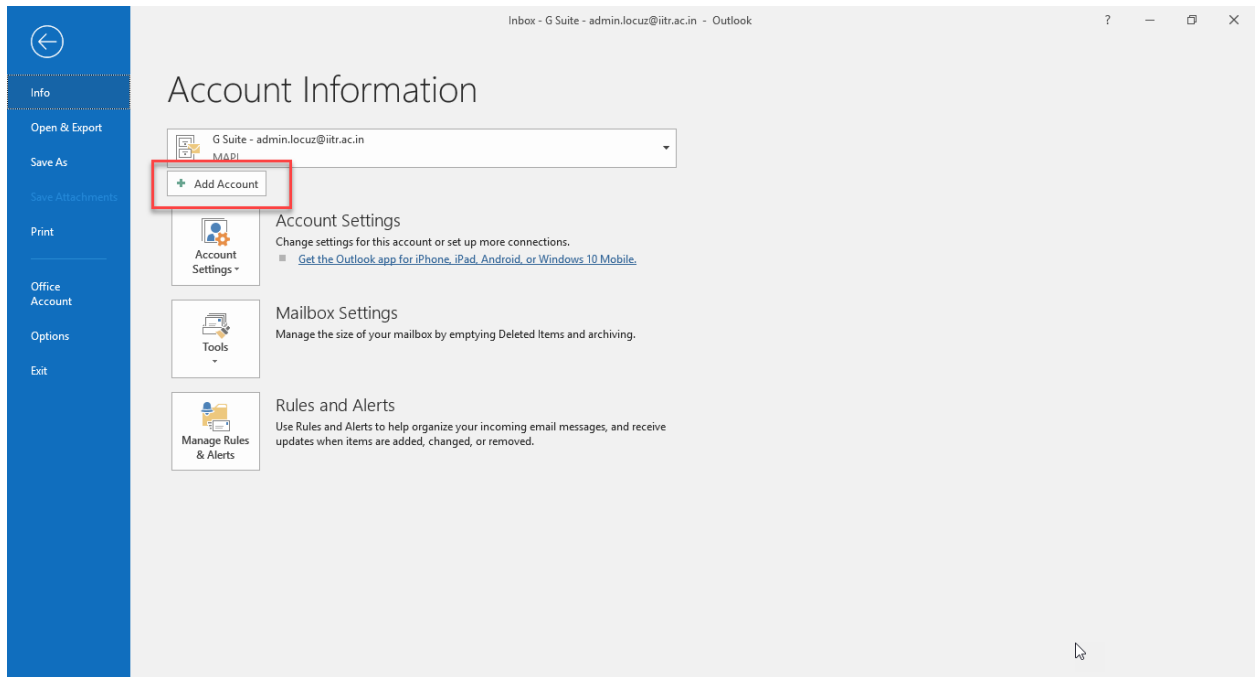 Inbox - G Suite - admin.locuz@iitr.ac.in - Outlook
?
Info
Open & Export
Save As
Save Attachments
Print
Office
Account
Options
Exit
Account Information
G Suite - admin.locuz@iitr.ac.in
MAPI
Add Account
Account
Settings
Account Settings
Change settings for this account or set up more connections.
Get the Outlook app for iPhone, iPad, Android, or Windows 10 Mobile.
Tools
Mailbox Settings
Manage the size of your mailbox by emptying Deleted Items and archiving.
Manage Rules
& Alerts
Rules and Alerts
Use Rules and Alerts to help organize your incoming email messages, and receive
updates when items are added, changed, or removed.